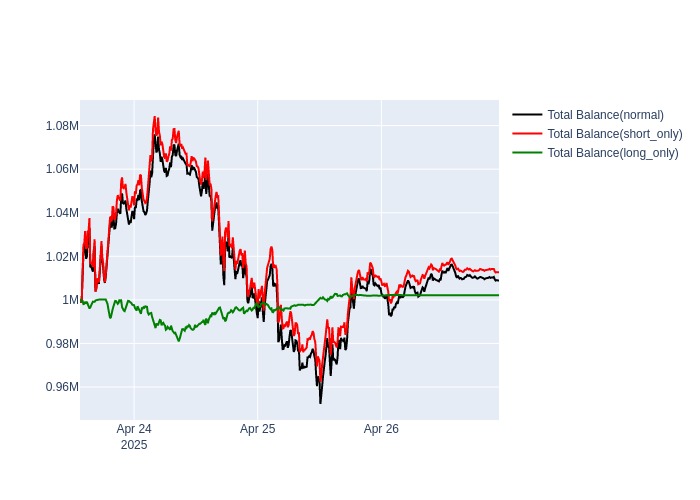 1.08M
1.06M
1.04M
1.02M
1M
0.98M
0.96M
Apr 24
2025
Apr 25
Apr 26
Total Balance(normal)
Total Balance(short_only)
Total Balance(long_only)